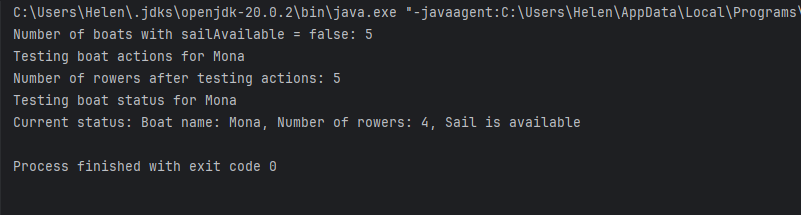 C:\Users\Helen\.jdks\openjdk-20.0.2\bin\java.exe "-javaagent:C:\Users\Helen\AppData\Local\Programs\
Number of boats with sailAvailable = false: 5
Testing boat actions for Mona
Number of rowers after testing actions: 5
Testing boat status for Mona
Current status: Boat name: Mona, Number of rowers: 4, Sail is available
Process finished with exit code 0